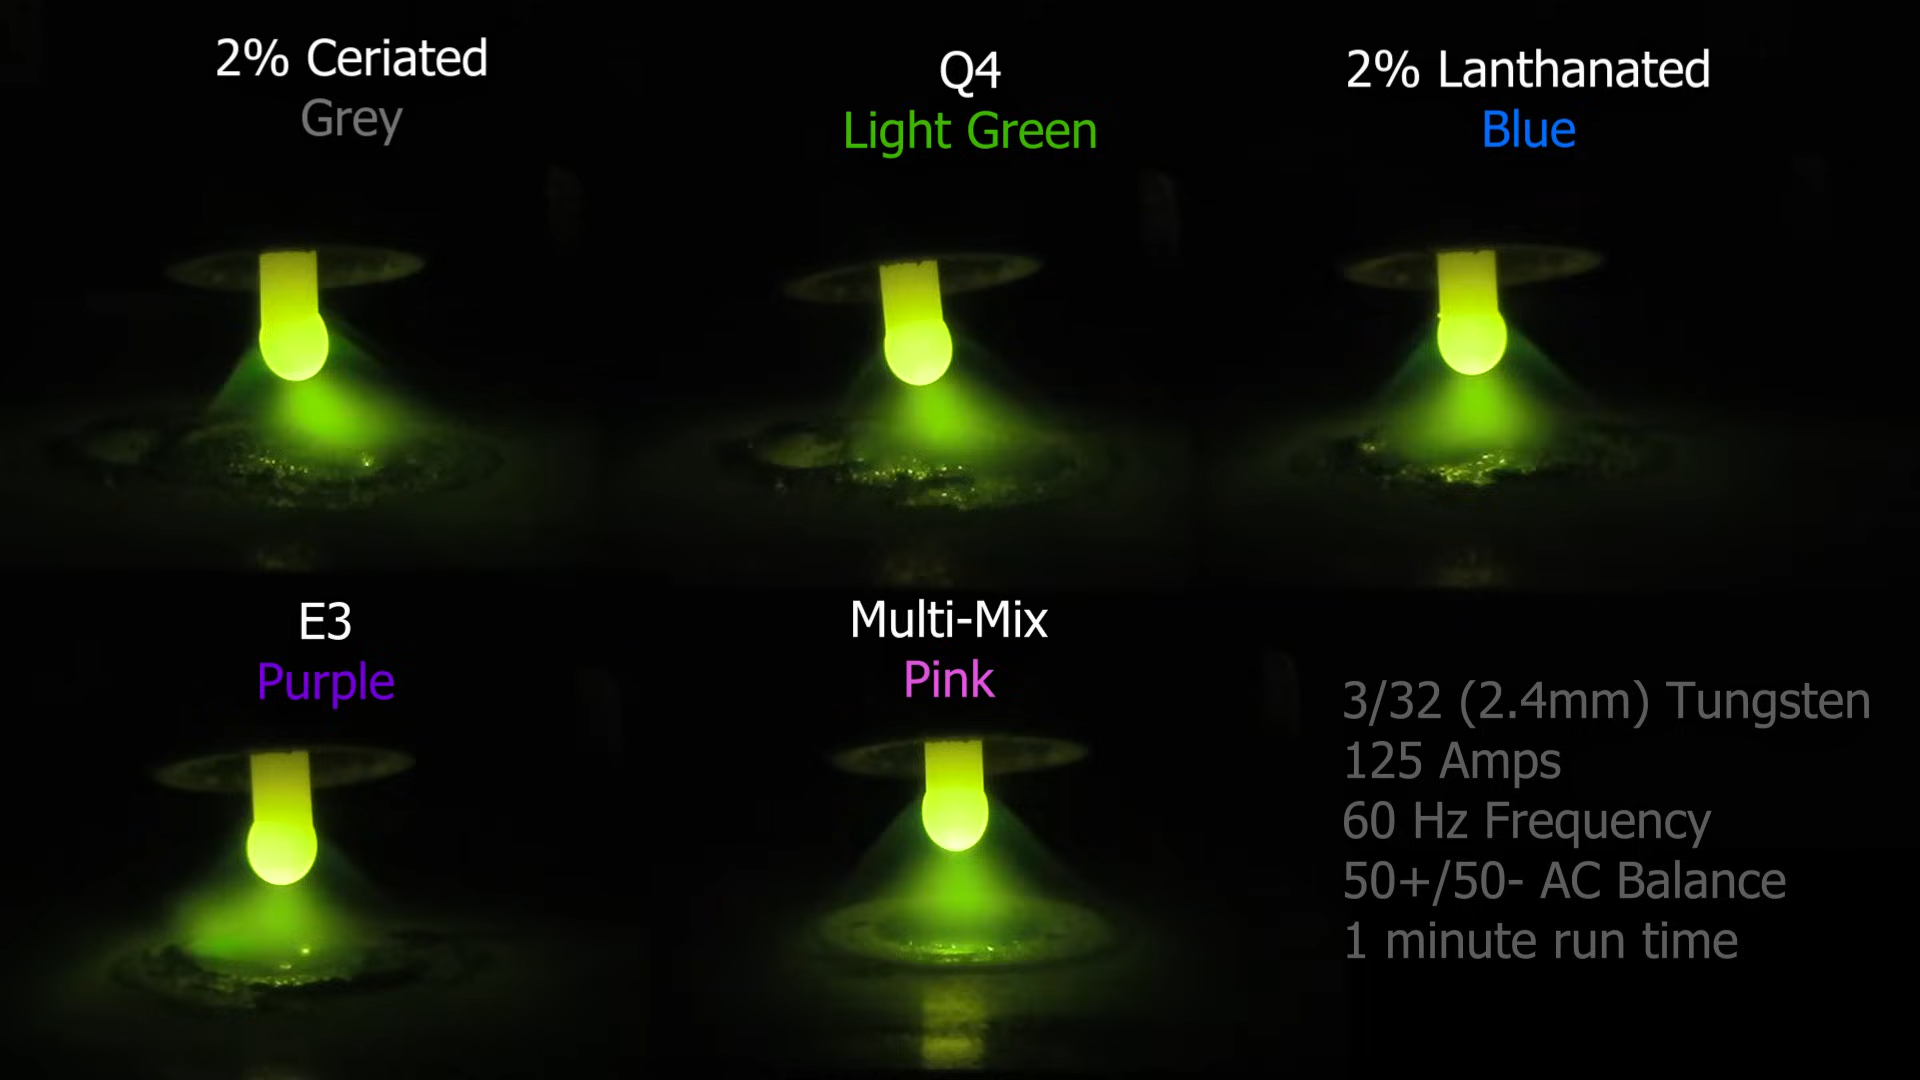 2% Ceriated
Grey
Q4
Light Green
2% Lanthanated
Blue
E3
Purple
Multi-Mix
Pink
3/32 (2.4mm) Tungsten
125 Amps
60 Hz Frequency
50+/50- AC Balance
1 minute run time